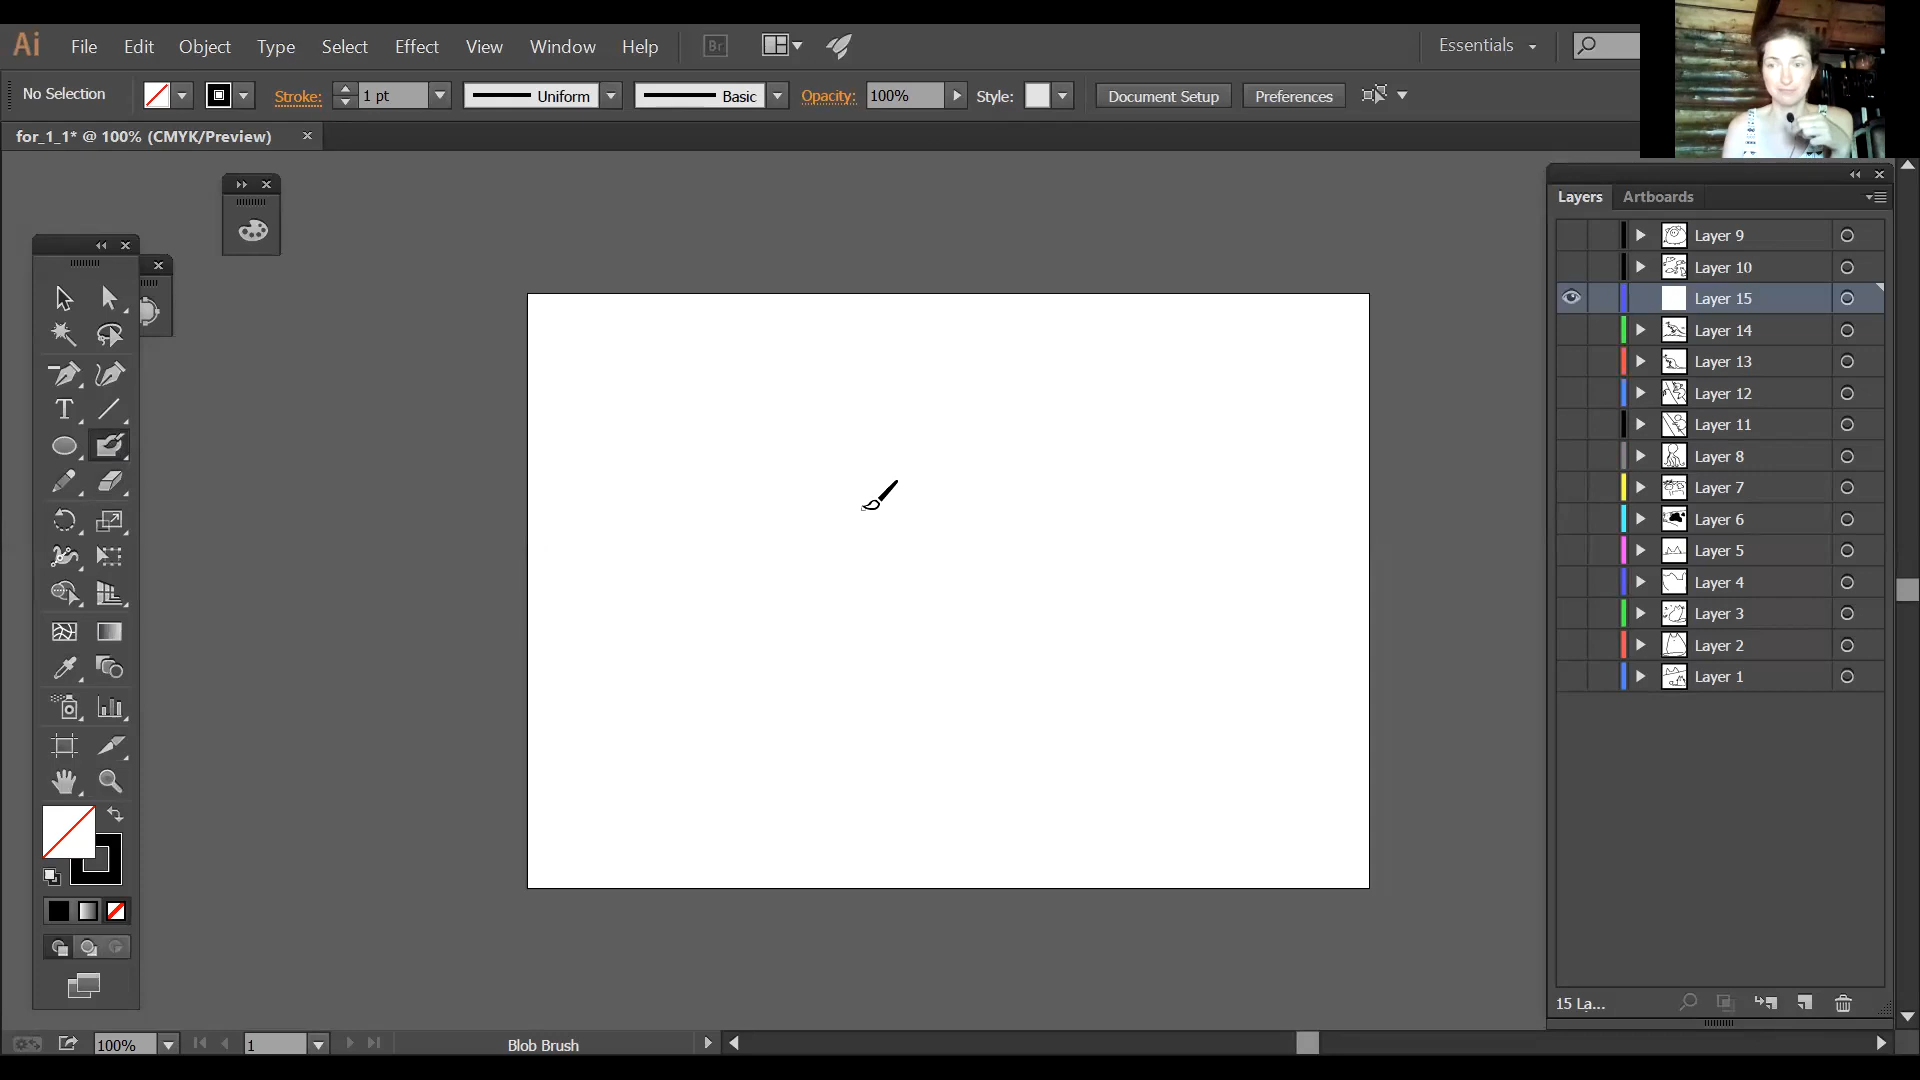 Ai File Edit Object Type Select Effect View Window Help Br Essentials
No Selection Stroke: 1 pt Uniform Basic Opacity: 100% Style: Document Setup Preferences
for_1_1* @ 100% (CMYK/Preview)
Layers Artboards
Layer 9
Layer 10
Layer 15
Layer 14
Layer 13
Layer 12
Layer 11
Layer 8
Layer 7
Layer 6
Layer 5
Layer 4
Layer 3
Layer 2
Layer 1
T
15 La...
100% 1 Blob Brush